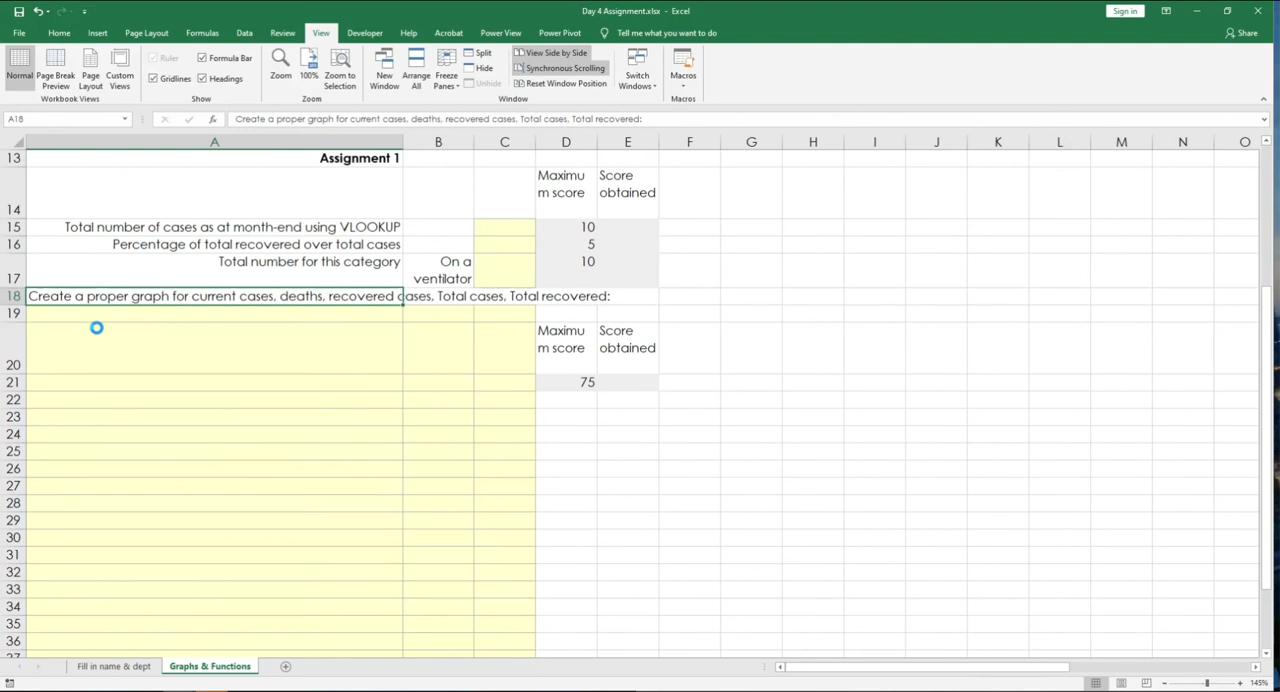 Day 4 Assignment.xlsx - Excel
Sign in
File Home Insert Page Layout Formulas Data Review View Developer Help Acrobat Power View Power Pivot Tell me what you want to do Share
Normal
Page Break Preview
Page Layout
Custom Views
Workbook Views
Ruler
Formula Bar
Gridlines
Headings
Show
Zoom
100%
Zoom to Selection
Zoom
New Window
Arrange All
Freeze Panes
Split
Hide
Unhide
View Side by Side
Synchronous Scrolling
Reset Window Position
Window
Switch Windows
Macros
Macros
A18
fx
Create a proper graph for current cases, deaths, recovered cases, Total cases, Total recovered:
A B C D E F G H I J K L M N O
13 Assignment 1
14 Maximu m score Score obtained
15 Total number of cases as at month-end using VLOOKUP 10
16 Percentage of total recovered over total cases 5
17 Total number for this category On a ventilator 10
18 Create a proper graph for current cases, deaths, recovered cases, Total cases, Total recovered:
19
20 Maximu m score Score obtained
21 75
22
23
24
25
26
27
28
29
30
31
32
33
34
35
36
Fill in name & dept Graphs & Functions
145%